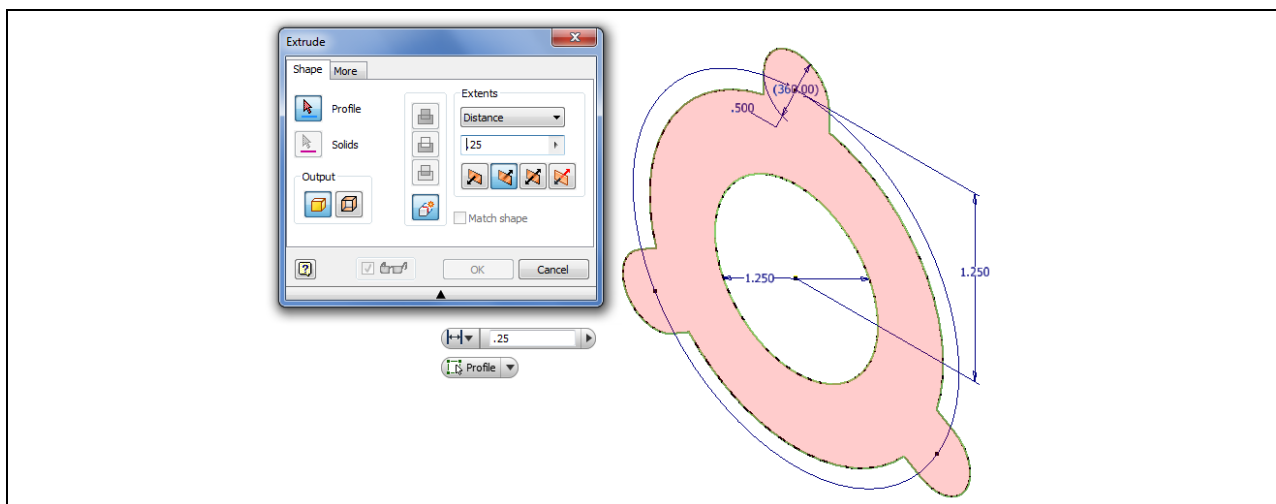 Extrude
Shape More
Profile
Solids
Output
Extents
Distance
.25
Match shape
OK
Cancel
.25
Profile
(360.00)
.500
1.250
1.250